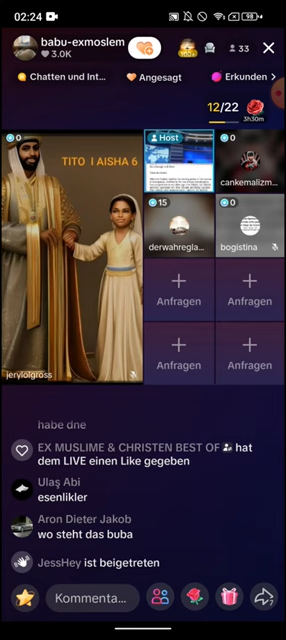 02:24
babu-exmoslem
3.0K
33
Chatten und Int...
Angesagt
Erkunden >
12/22
3h30m
0
TITO I AISHA 6
jerylolgross
Host
0
cankemalizm...
15
derwahregla...
0
bogistina
+
Anfragen
+
Anfragen
+
Anfragen
+
Anfragen
habe dne
EX MUSLIME & CHRISTEN BEST OF hat
dem LIVE einen Like gegeben
Ulaş Abi
esenlikler
Aron Dieter Jakob
wo steht das buba
JessHey ist beigetreten
Kommenta...